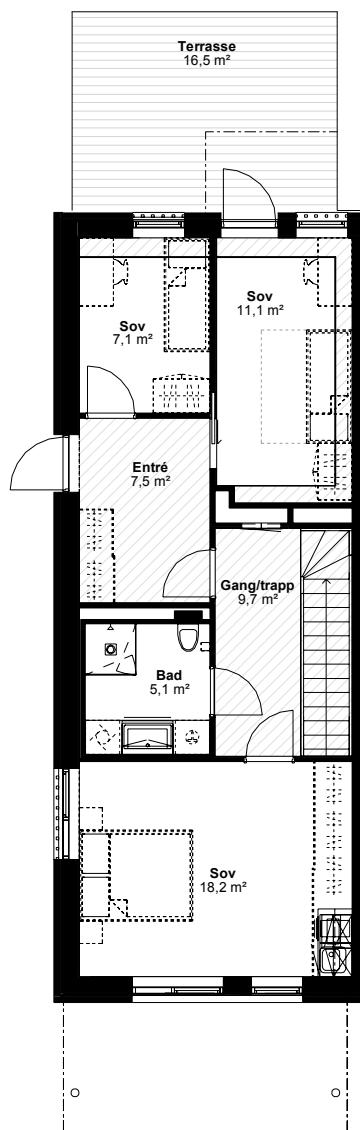 Terrasse
16,5 m²
Sov
7,1 m²
Sov
11,1 m²
Entré
7,5 m²
Gang/trapp
9,7 m²
Bad
5,1 m²
Sov
18,2 m²